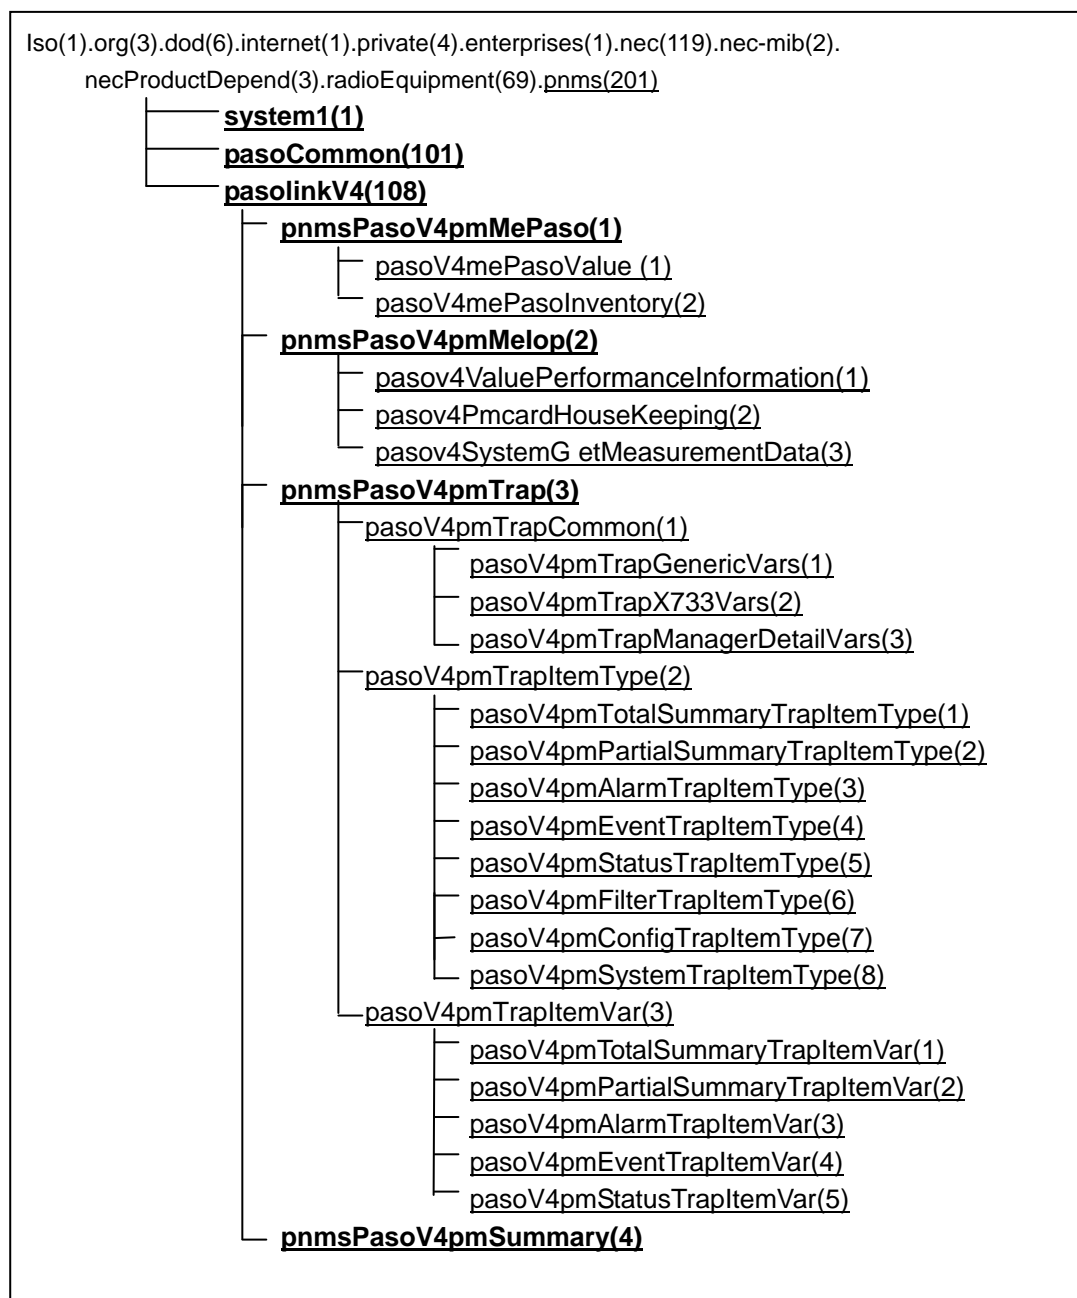 Iso(1).org(3).dod(6).internet(1).private(4).enterprises(1).nec(119).nec-mib(2).
necProductDepend(3).radioEquipment(69).pnms(201)
system1(1)
pasoCommon(101)
pasolinkV4(108)
pnmsPasoV4pmMePaso(1)
pasoV4mePasoValue (1)
pasoV4mePasoInventory(2)
pnmsPasoV4pmMelop(2)
pasov4ValuePerformanceInformation(1)
pasov4PmcardHouseKeeping(2)
pasov4SystemG etMeasurementData(3)
pnmsPasoV4pmTrap(3)
pasoV4pmTrapCommon(1)
pasoV4pmTrapGenericVars(1)
pasoV4pmTrapX733Vars(2)
pasoV4pmTrapManagerDetailVars(3)
pasoV4pmTrapItemType(2)
pasoV4pmTotalSummaryTrapItemType(1)
pasoV4pmPartialSummaryTrapItemType(2)
pasoV4pmAlarmTrapItemType(3)
pasoV4pmEventTrapItemType(4)
pasoV4pmStatusTrapItemType(5)
pasoV4pmFilterTrapItemType(6)
pasoV4pmConfigTrapItemType(7)
pasoV4pmSystemTrapItemType(8)
pasoV4pmTrapItemVar(3)
pasoV4pmTotalSummaryTrapItemVar(1)
pasoV4pmPartialSummaryTrapItemVar(2)
pasoV4pmAlarmTrapItemVar(3)
pasoV4pmEventTrapItemVar(4)
pasoV4pmStatusTrapItemVar(5)
pnmsPasoV4pmSummary(4)